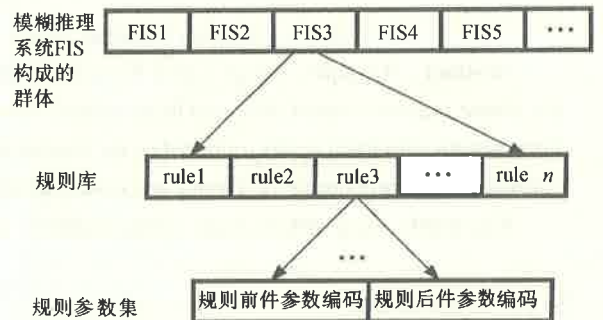 模糊推理
系统FIS
构成的
群体
FIS1 FIS2 FIS3 FIS4 FIS5 ···
规则库
rule1 rule2 rule3 ··· rule n
···
规则参数集
规则前件参数编码 规则后件参数编码